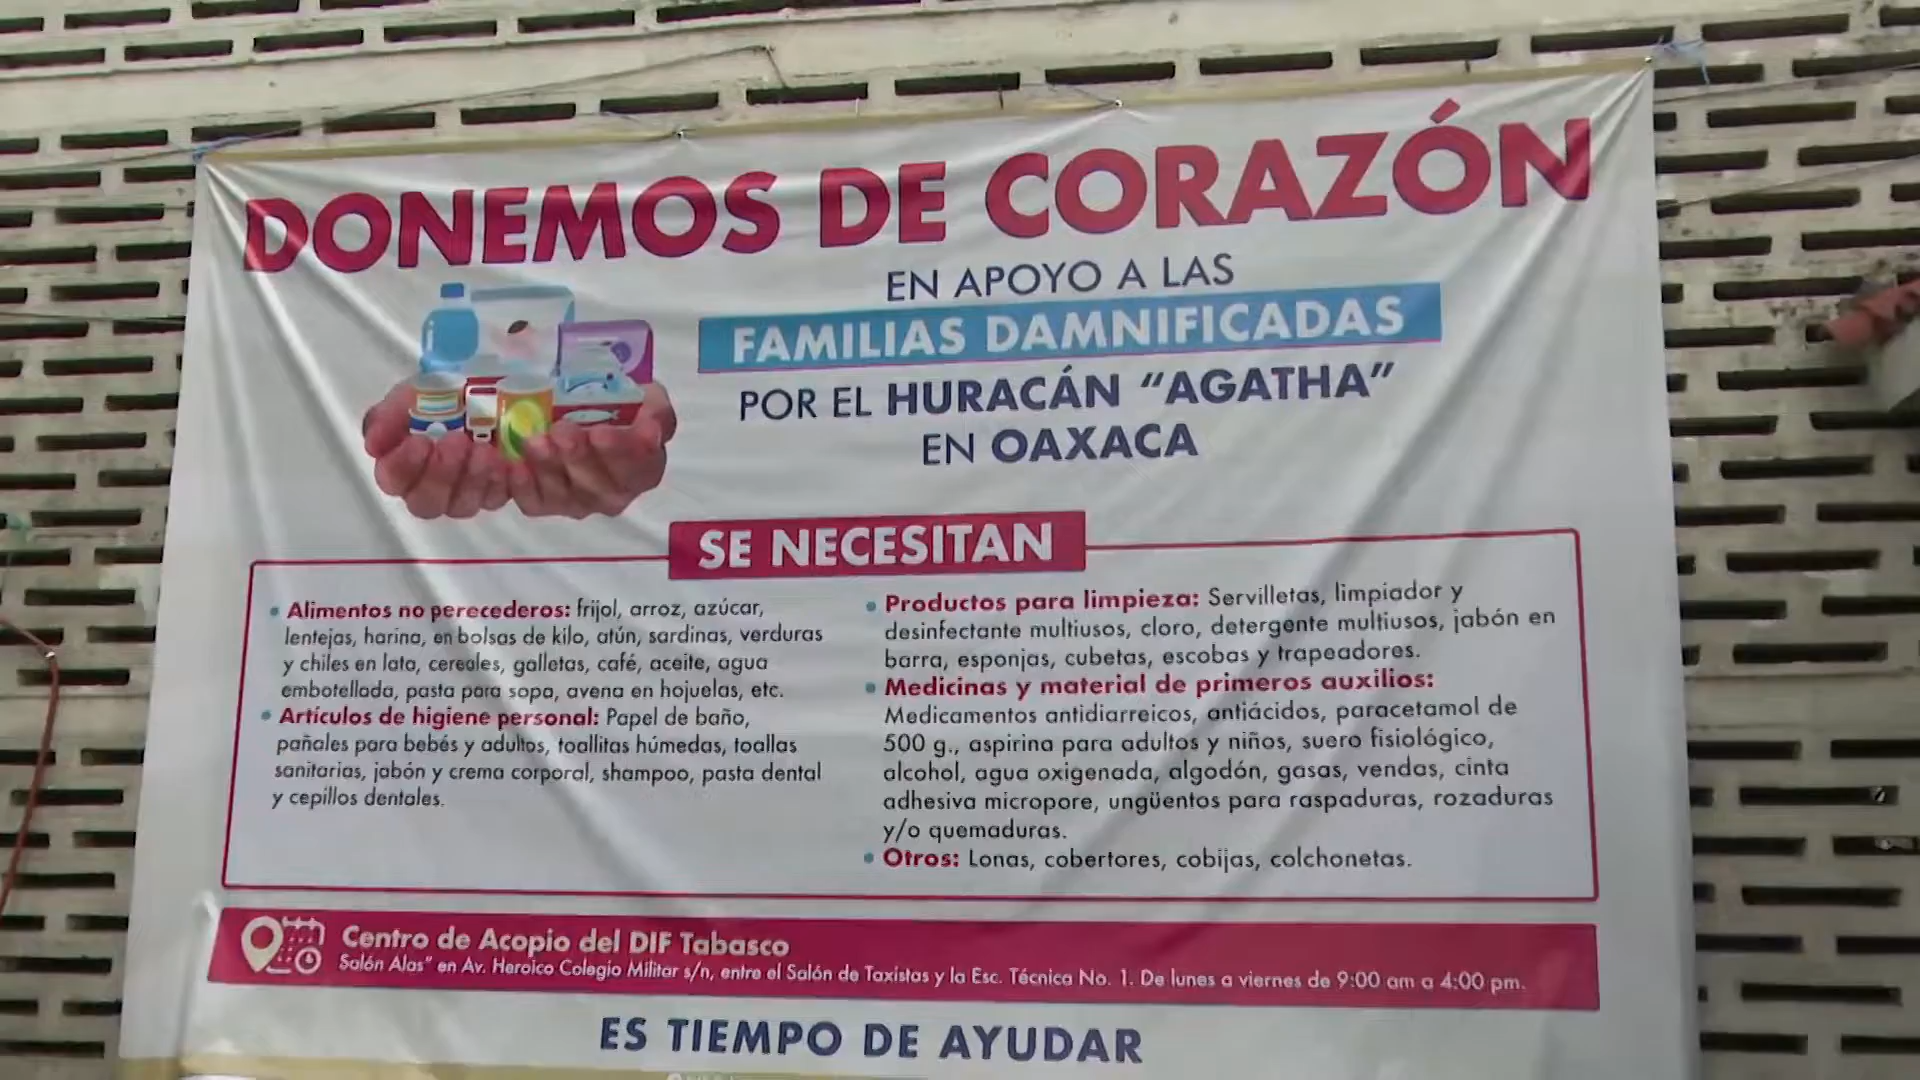 DONEMOS DE CORAZÓN
EN APOYO A LAS
FAMILIAS DAMNIFICADAS
POR EL HURACÁN “AGATHA”
EN OAXACA
SE NECESITAN
• Alimentos no perecederos: frijol, arroz, azúcar,
lentejas, harina, en bolsas de kilo, atún, sardinas, verduras
y chiles en lata, cereales, galletas, café, aceite, agua
embotellada, pasta para sopa, avena en hojuelas, etc.
• Artículos de higiene personal: Papel de baño,
pañales para bebés y adultos, toallitas húmedas, toallas
sanitarias, jabón y crema corporal, shampoo, pasta dental
y cepillos dentales.
• Productos para limpieza: Servilletas, limpiador y
desinfectante multiusos, cloro, detergente multiusos, jabón en
barra, esponjas, cubetas, escobas y trapeadores.
• Medicinas y material de primeros auxilios:
Medicamentos antidiarreicos, antiácidos, paracetamol de
500 g., aspirina para adultos y niños, suero fisiológico,
alcohol, agua oxigenada, algodón, gasas, vendas, cinta
adhesiva micropore, ungüentos para raspaduras, rozaduras
y/o quemaduras.
• Otros: Lonas, cobertores, cobijas, colchonetas.
Centro de Acopio del DIF Tabasco
Salón Alas” en Av. Heroico Colegio Militar s/n, entre el Salón de Taxistas y la Esc. Técnica No. 1. De lunes a viernes de 9:00 am a 4:00 pm.
ES TIEMPO DE AYUDAR